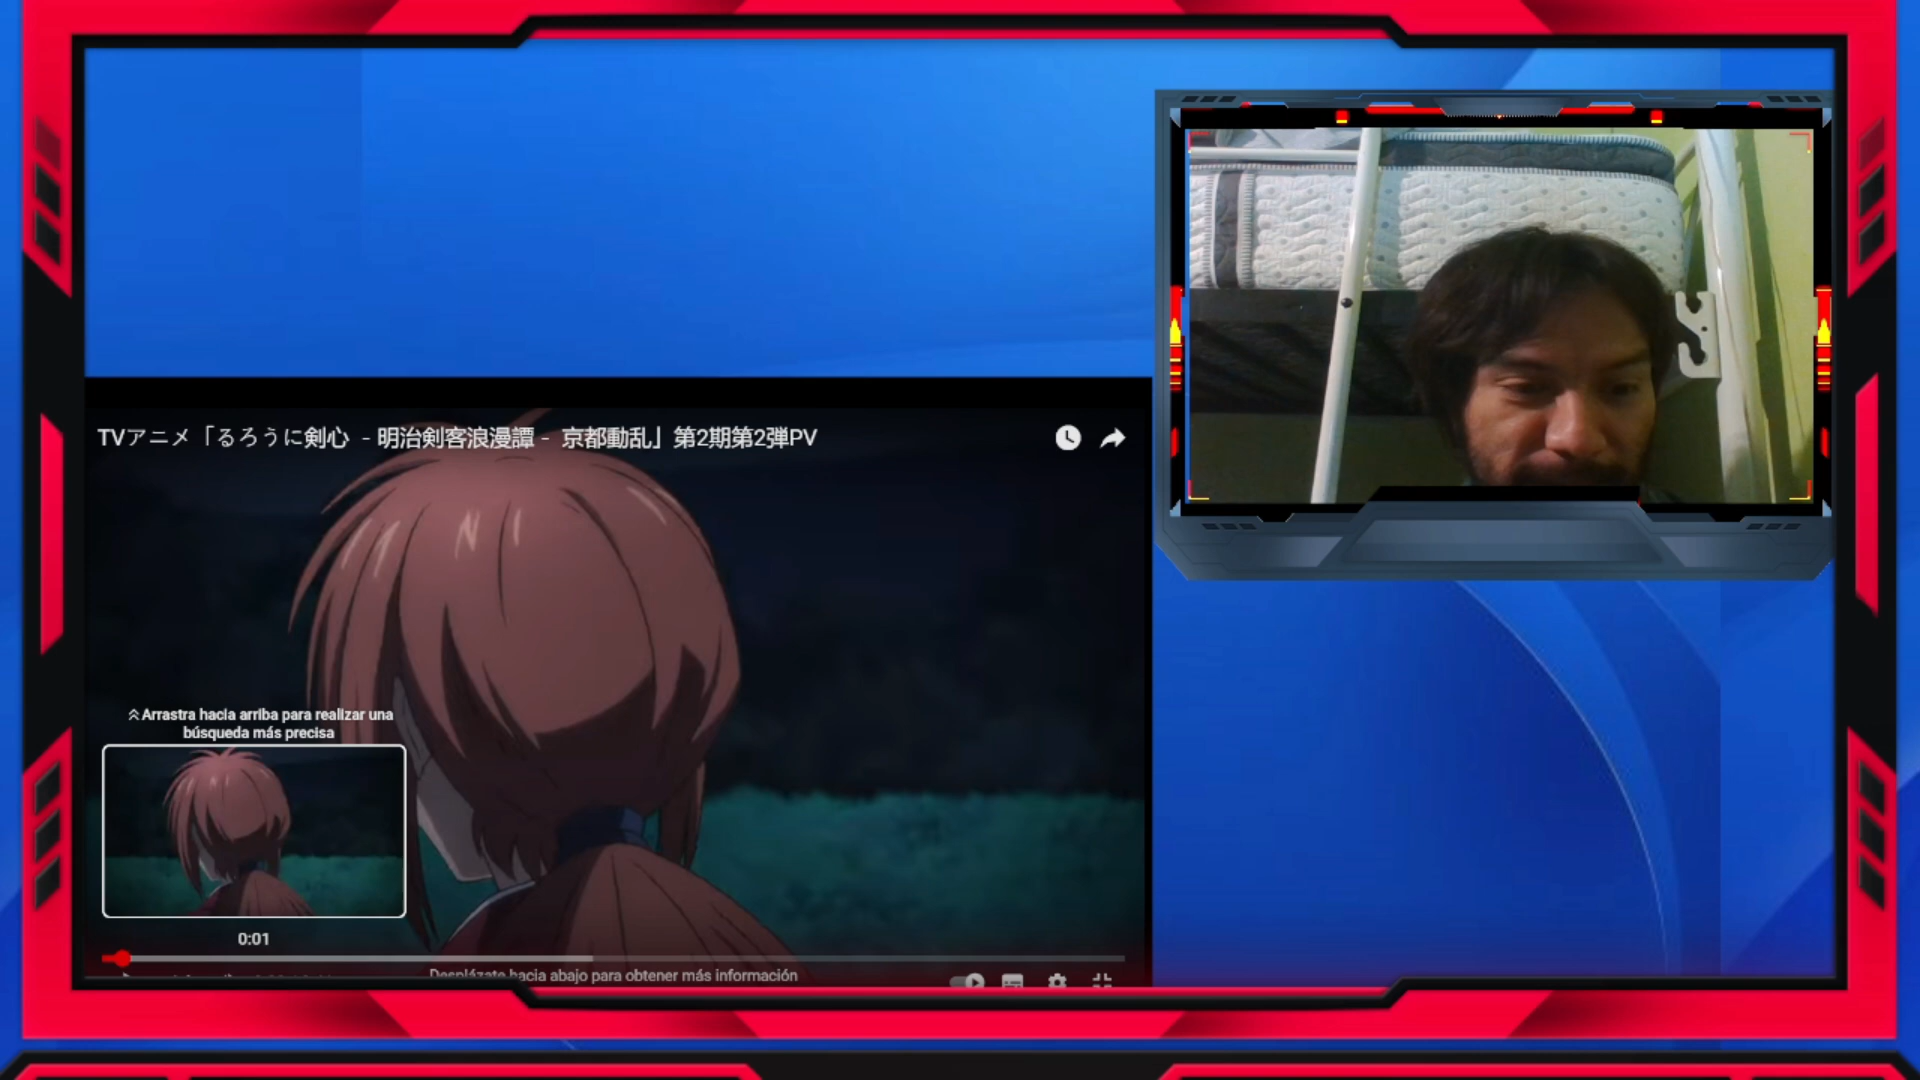 TVアニメ「るろうに剣心 - 明治剣客浪漫譚 - 京都動乱」第2期第2弾PV
Arrastra hacia arriba para realizar una
búsqueda más precisa
0:01
Desplázate hacia abajo para obtener más información